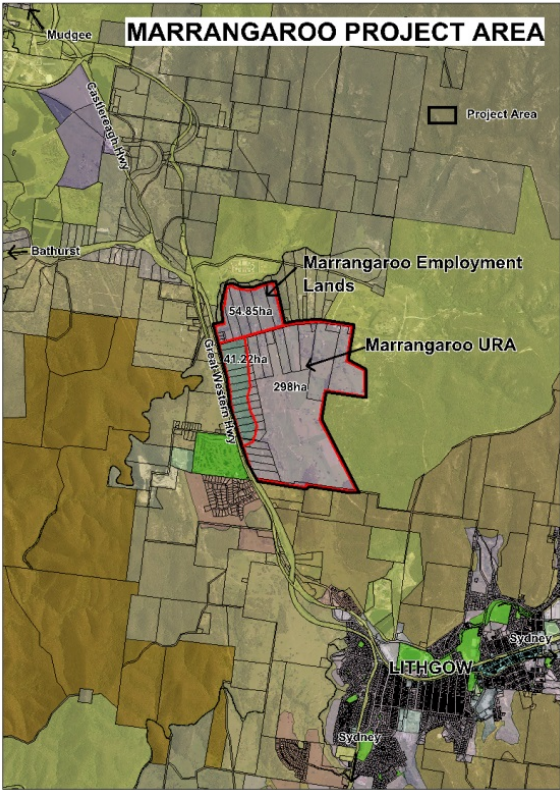 MARRANGAROO PROJECT AREA
Mudgee
Castlereagh Hwy
Project Area
Bathurst
Marrangaroo Employment
Lands
54.85ha
Marrangaroo URA
41.22ha
Great Western Hwy
298ha
Sydney
LITHGOW
Sydney